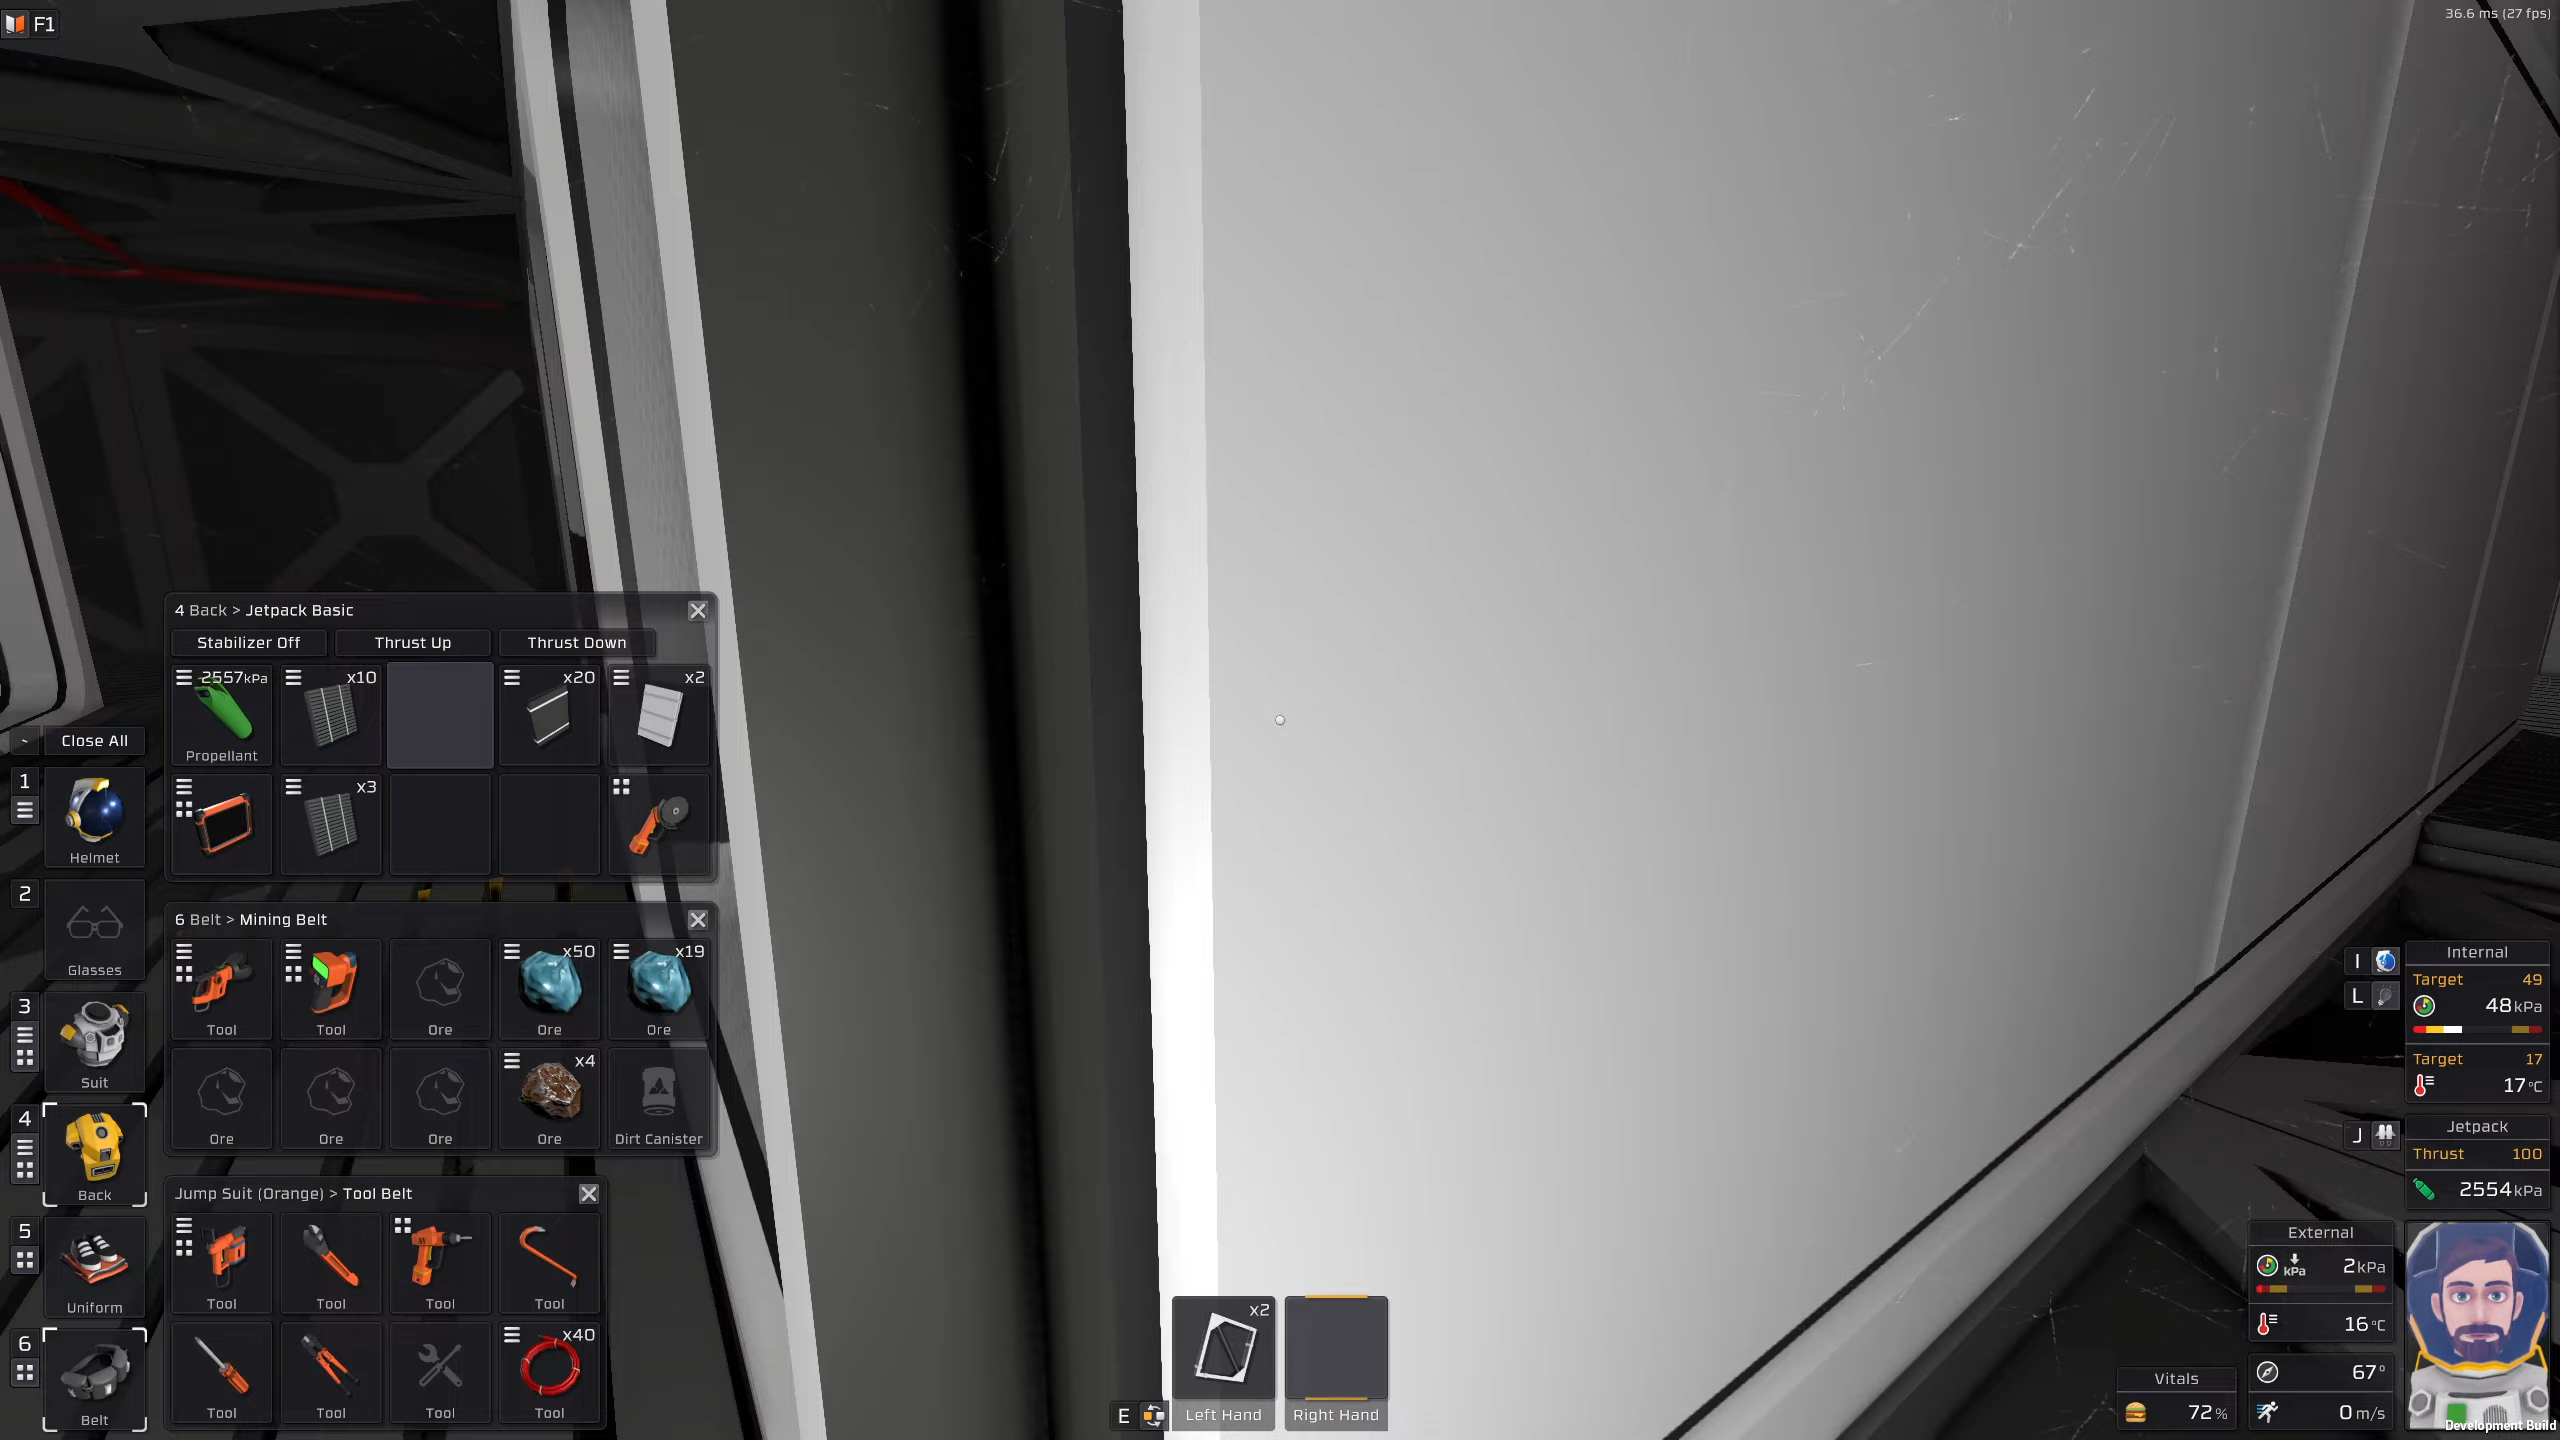 F1
36.6 ms (27 fps)
4 Back > Jetpack Basic
Stabilizer Off
Thrust Up
Thrust Down
2557kPa
x10
x20
x2
Propellant
x3
~
Close All
1
Helmet
2
Glasses
3
Suit
4
Back
5
Uniform
6
Belt
6 Belt > Mining Belt
x50
x19
Tool
Tool
Ore
Ore
Ore
x4
Ore
Ore
Ore
Ore
Dirt Canister
Jump Suit (Orange) > Tool Belt
Tool
Tool
Tool
Tool
x40
Tool
Tool
Tool
Tool
x2
E
Left Hand
Right Hand
I
L
Internal
Target 49
48kPa
Target 17
17°C
J
Jetpack
Thrust 100
2554kPa
External
kPa
2kPa
16°C
67°
0m/s
Vitals
72%
Development Build